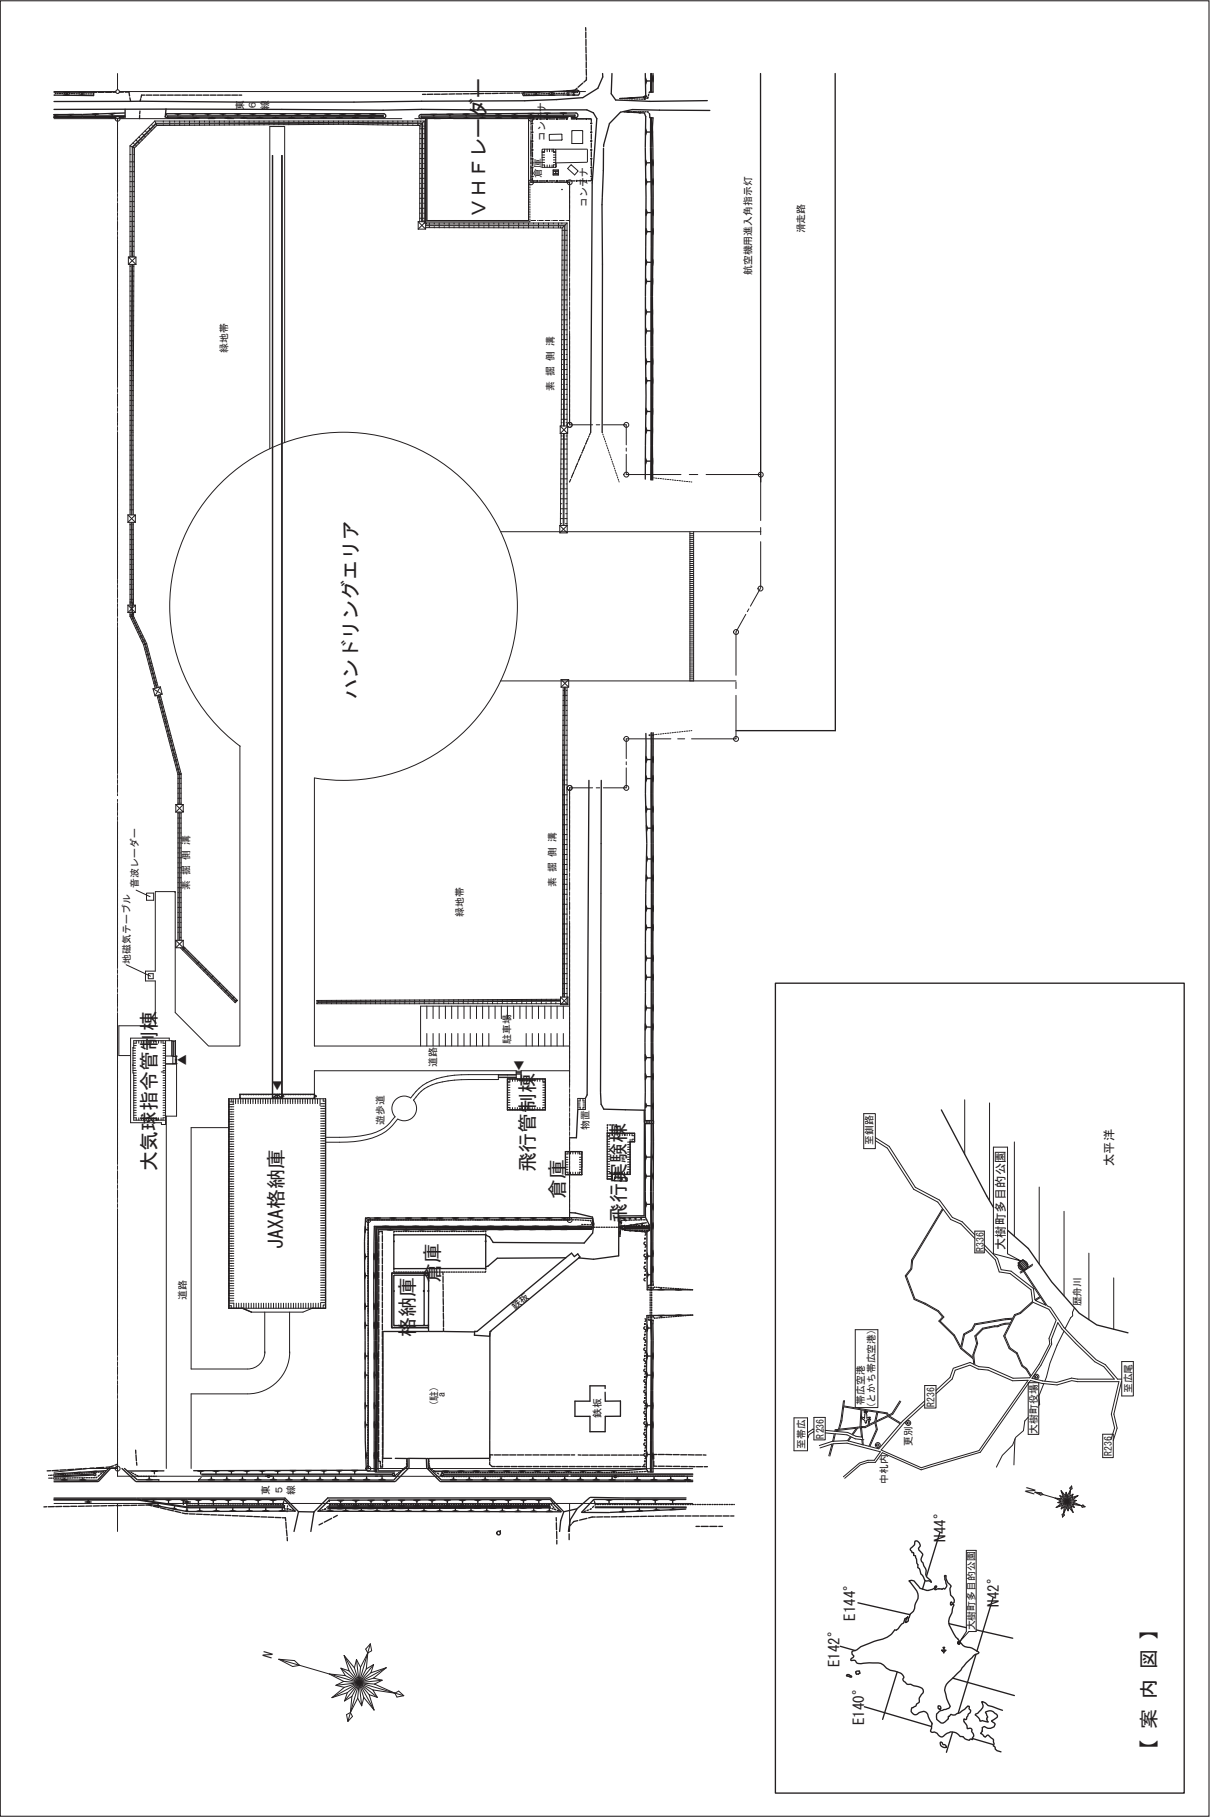 東6線
VHFレーダー
コンテナ
倉庫
コンテナ
航空機用進入角指示灯
滑走路
緑地帯
素掘側溝
ハンドリングエリア
素掘側溝
素掘側溝
緑地帯
音波レーダー
地磁気テーブル
大気球指令管制棟
駐車場
道路
遊歩道
飛行管制棟
物置
飛行実験棟
倉庫
JAXA格納庫
道路
倉庫
格納庫
鉄板
(駐)
a
鉄板
東5線
N
【案内図】
E140°
E142°
E144°
N44°
N42°
大樹町多目的公園
N
至帯広
R236
帯広空港
(とかち帯広空港)
中札内
更別
R236
大樹町役場
R236
至広尾
歴舟川
R336
大樹町多目的公園
至釧路
太平洋